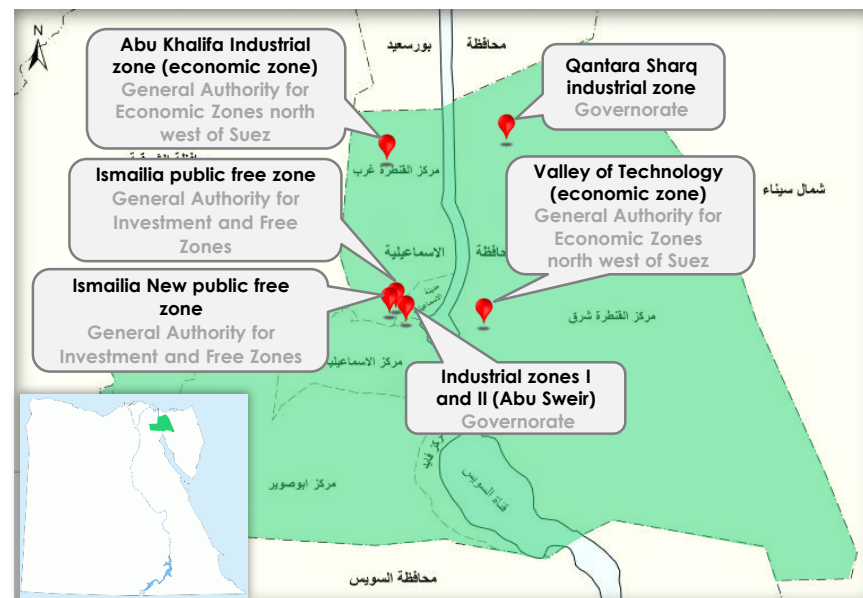 N
محافظة
بورسعيد
Abu Khalifa Industrial
zone (economic zone)
General Authority for
Economic Zones north
west of Suez
Qantara Sharq
industrial zone
Governorate
مركز القنطرة غرب
Ismailia public free zone
General Authority for
Investment and Free
Zones
Valley of Technology
(economic zone)
General Authority for
Economic Zones
north west of Suez
شمال سيناء
الاسماعيلية
Ismailia New public free
zone
General Authority for
Investment and Free Zones
مدينة
مركز القنطرة شرق
مركز الاسماعيلية
Industrial zones I
and II (Abu Sweir)
Governorate
مركز فايد
مركز ابوصوير
قناة السويس
محافظة السويس